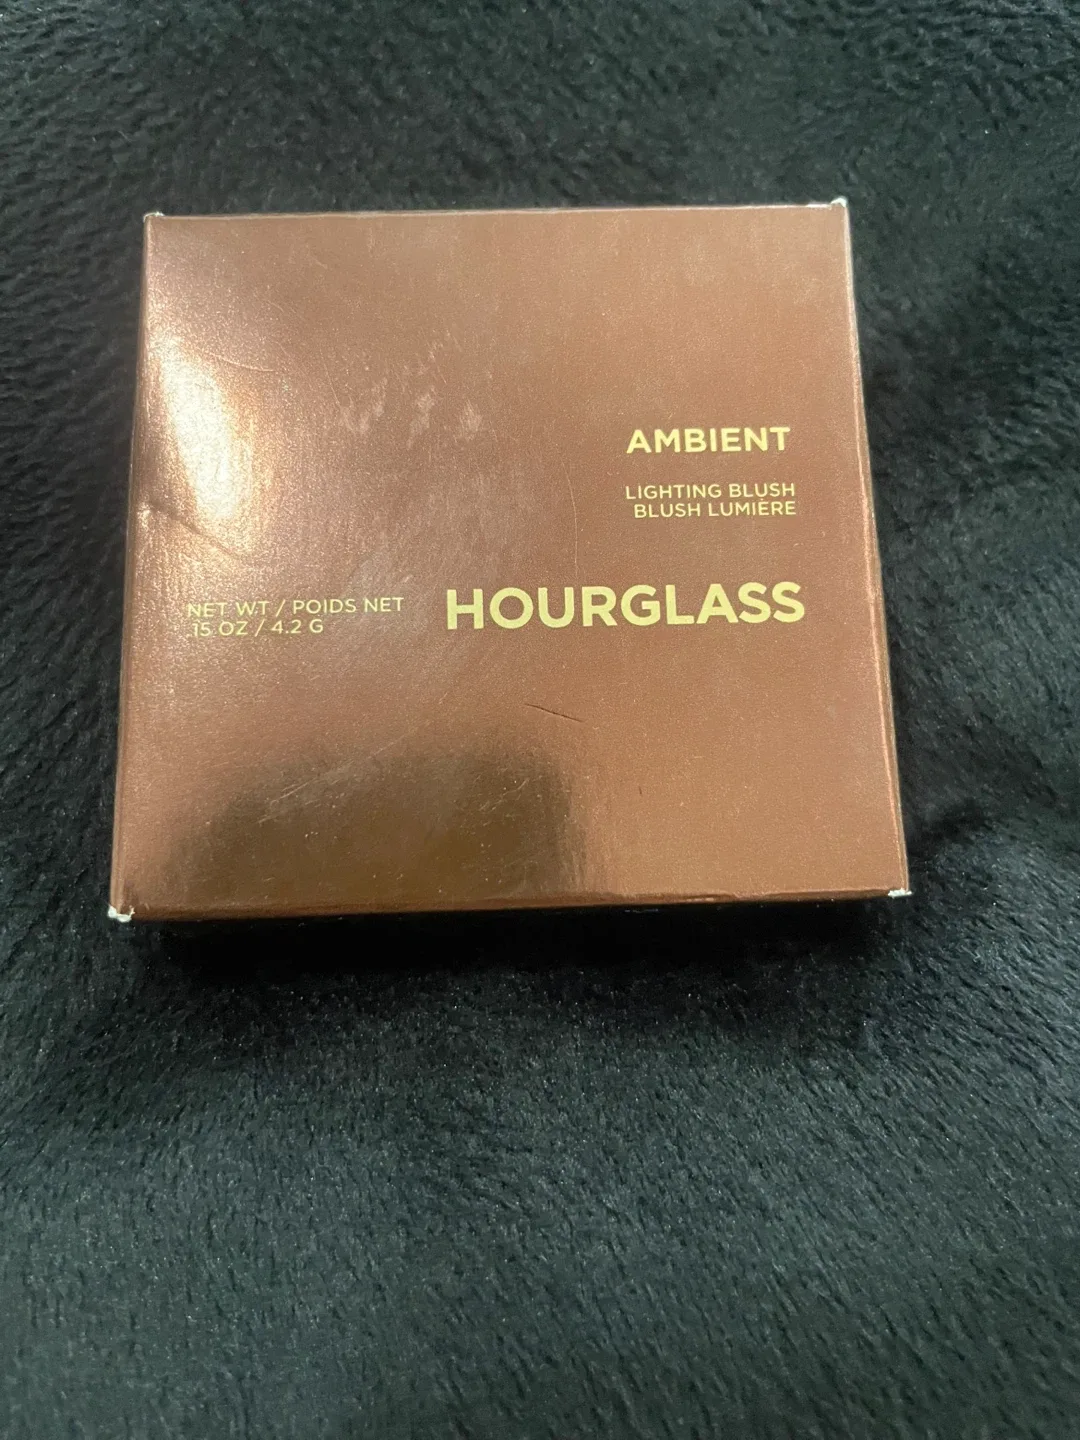 AMBIENT
LIGHTING BLUSH
BLUSH LUMIÈRE
NET WT / POIDS NET
.15 OZ / 4.2 G
HOURGLASS